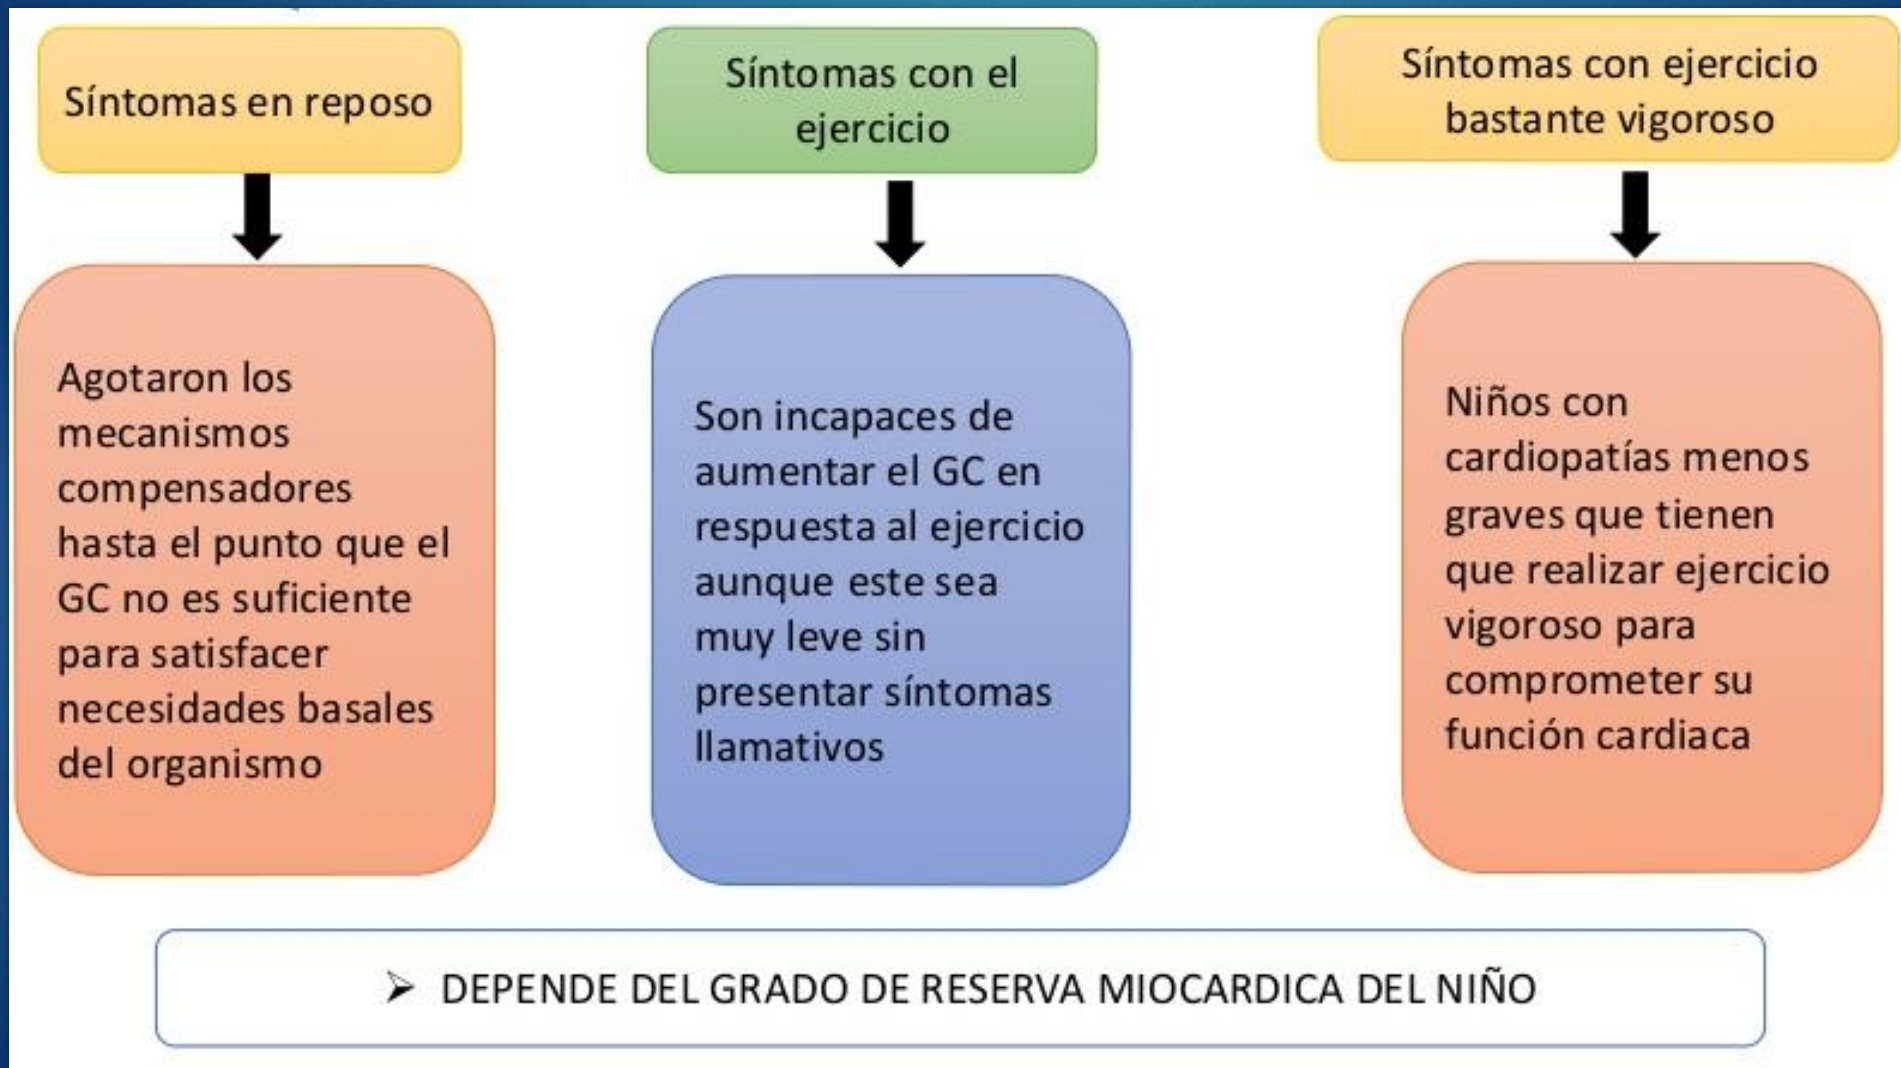 Síntomas en reposo
Síntomas con el
ejercicio
Síntomas con ejercicio
bastante vigoroso
Agotaron los
mecanismos
compensadores
hasta el punto que el
GC no es suficiente
para satisfacer
necesidades basales
del organismo
Son incapaces de
aumentar el GC en
respuesta al ejercicio
aunque este sea
muy leve sin
presentar síntomas
llamativos
Niños con
cardiopatías menos
graves que tienen
que realizar ejercicio
vigoroso para
comprometer su
función cardiaca
➢ DEPENDE DEL GRADO DE RESERVA MIOCARDICA DEL NIÑO